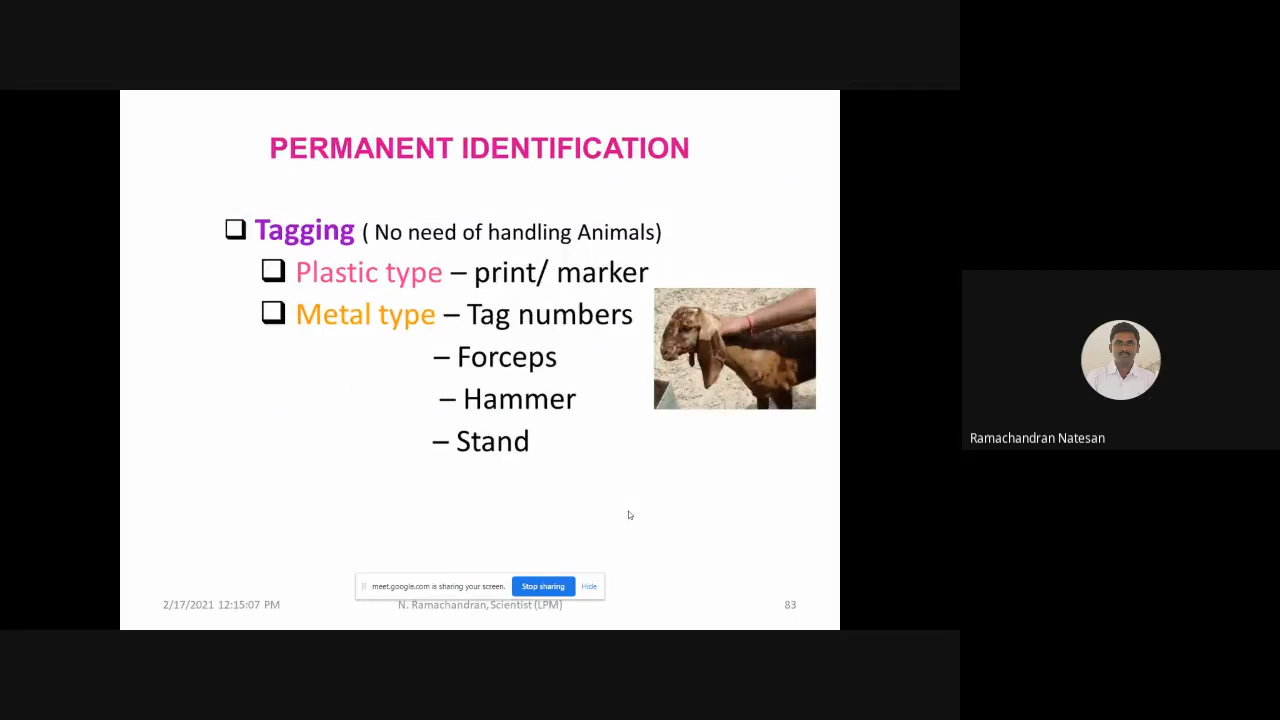 PERMANENT IDENTIFICATION
Tagging ( No need of handling Animals)
Plastic type – print/ marker
Metal type – Tag numbers
– Forceps
– Hammer
– Stand
meet.google.com is sharing your screen. Stop sharing Hide
2/17/2021 12:15:07 PM N. Ramachandran, Scientist (LPM) 83
Ramachandran Natesan